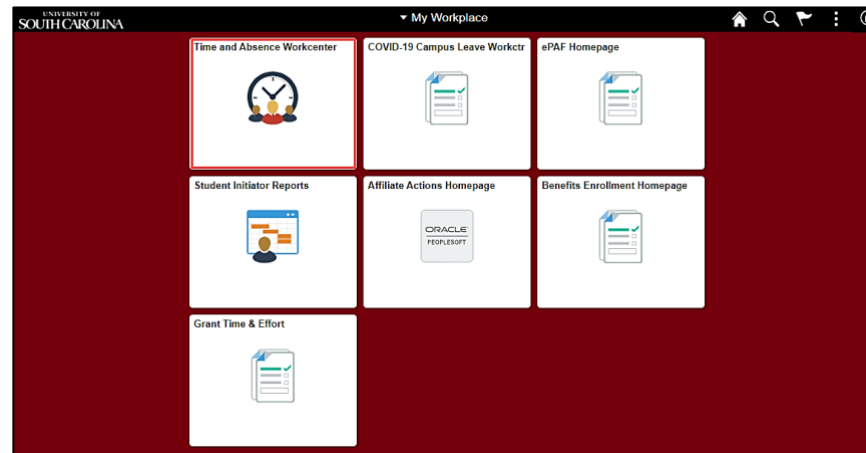 UNIVERSITY OF
SOUTH CAROLINA
My Workplace
Time and Absence Workcenter
COVID-19 Campus Leave Workctr
ePAF Homepage
Student Initiator Reports
Affiliate Actions Homepage
Benefits Enrollment Homepage
ORACLE
PEOPLESOFT
Grant Time & Effort